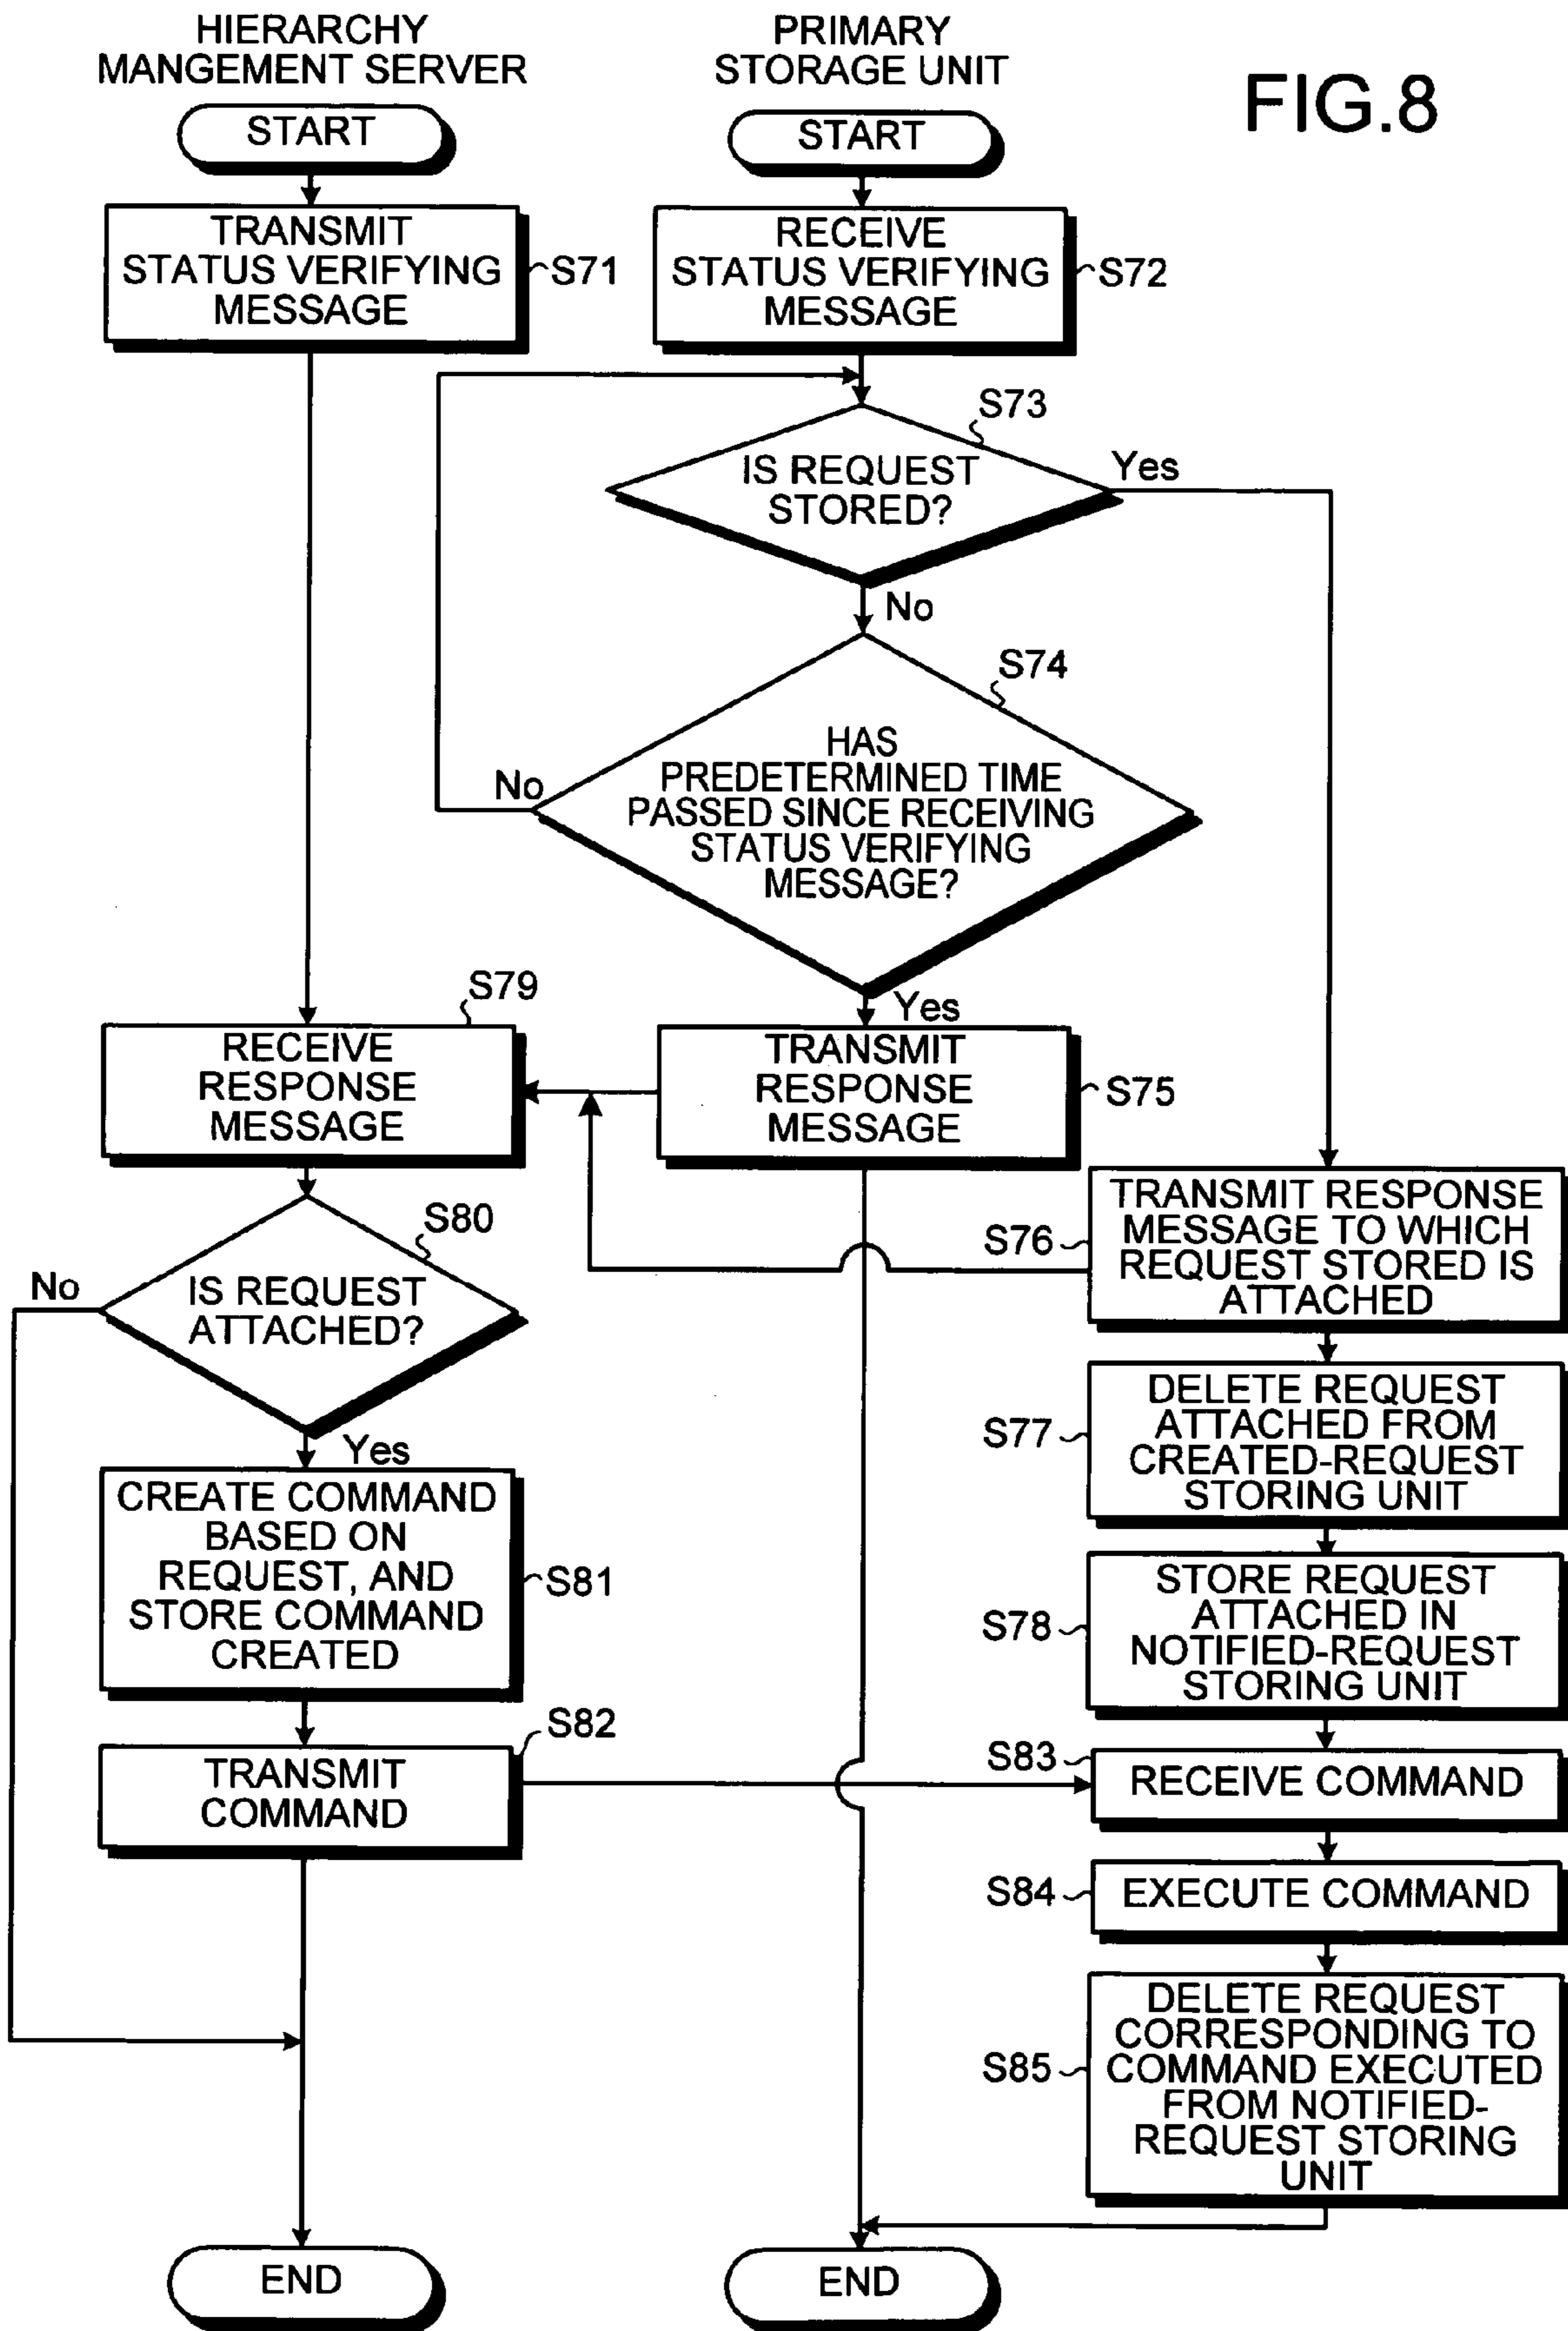 HIERARCHY
MANGEMENT SERVER
PRIMARY
STORAGE UNIT
FIG.8
START
START
TRANSMIT
STATUS VERIFYING
MESSAGE
S71
RECEIVE
STATUS VERIFYING
MESSAGE
S72
S73
IS REQUEST
STORED?
Yes
No
S74
HAS
PREDETERMINED TIME
PASSED SINCE RECEIVING
STATUS VERIFYING
MESSAGE?
No
Yes
S79
RECEIVE
RESPONSE
MESSAGE
TRANSMIT
RESPONSE
MESSAGE
S75
S76
TRANSMIT RESPONSE
MESSAGE TO WHICH
REQUEST STORED IS
ATTACHED
S80
No
IS REQUEST
ATTACHED?
Yes
S77
DELETE REQUEST
ATTACHED FROM
CREATED-REQUEST
STORING UNIT
CREATE COMMAND
BASED ON
REQUEST, AND
STORE COMMAND
CREATED
S81
S78
STORE REQUEST
ATTACHED IN
NOTIFIED-REQUEST
STORING UNIT
S82
TRANSMIT
COMMAND
S83
RECEIVE COMMAND
S84
EXECUTE COMMAND
S85
DELETE REQUEST
CORRESPONDING TO
COMMAND EXECUTED
FROM NOTIFIED-
REQUEST STORING
UNIT
END
END